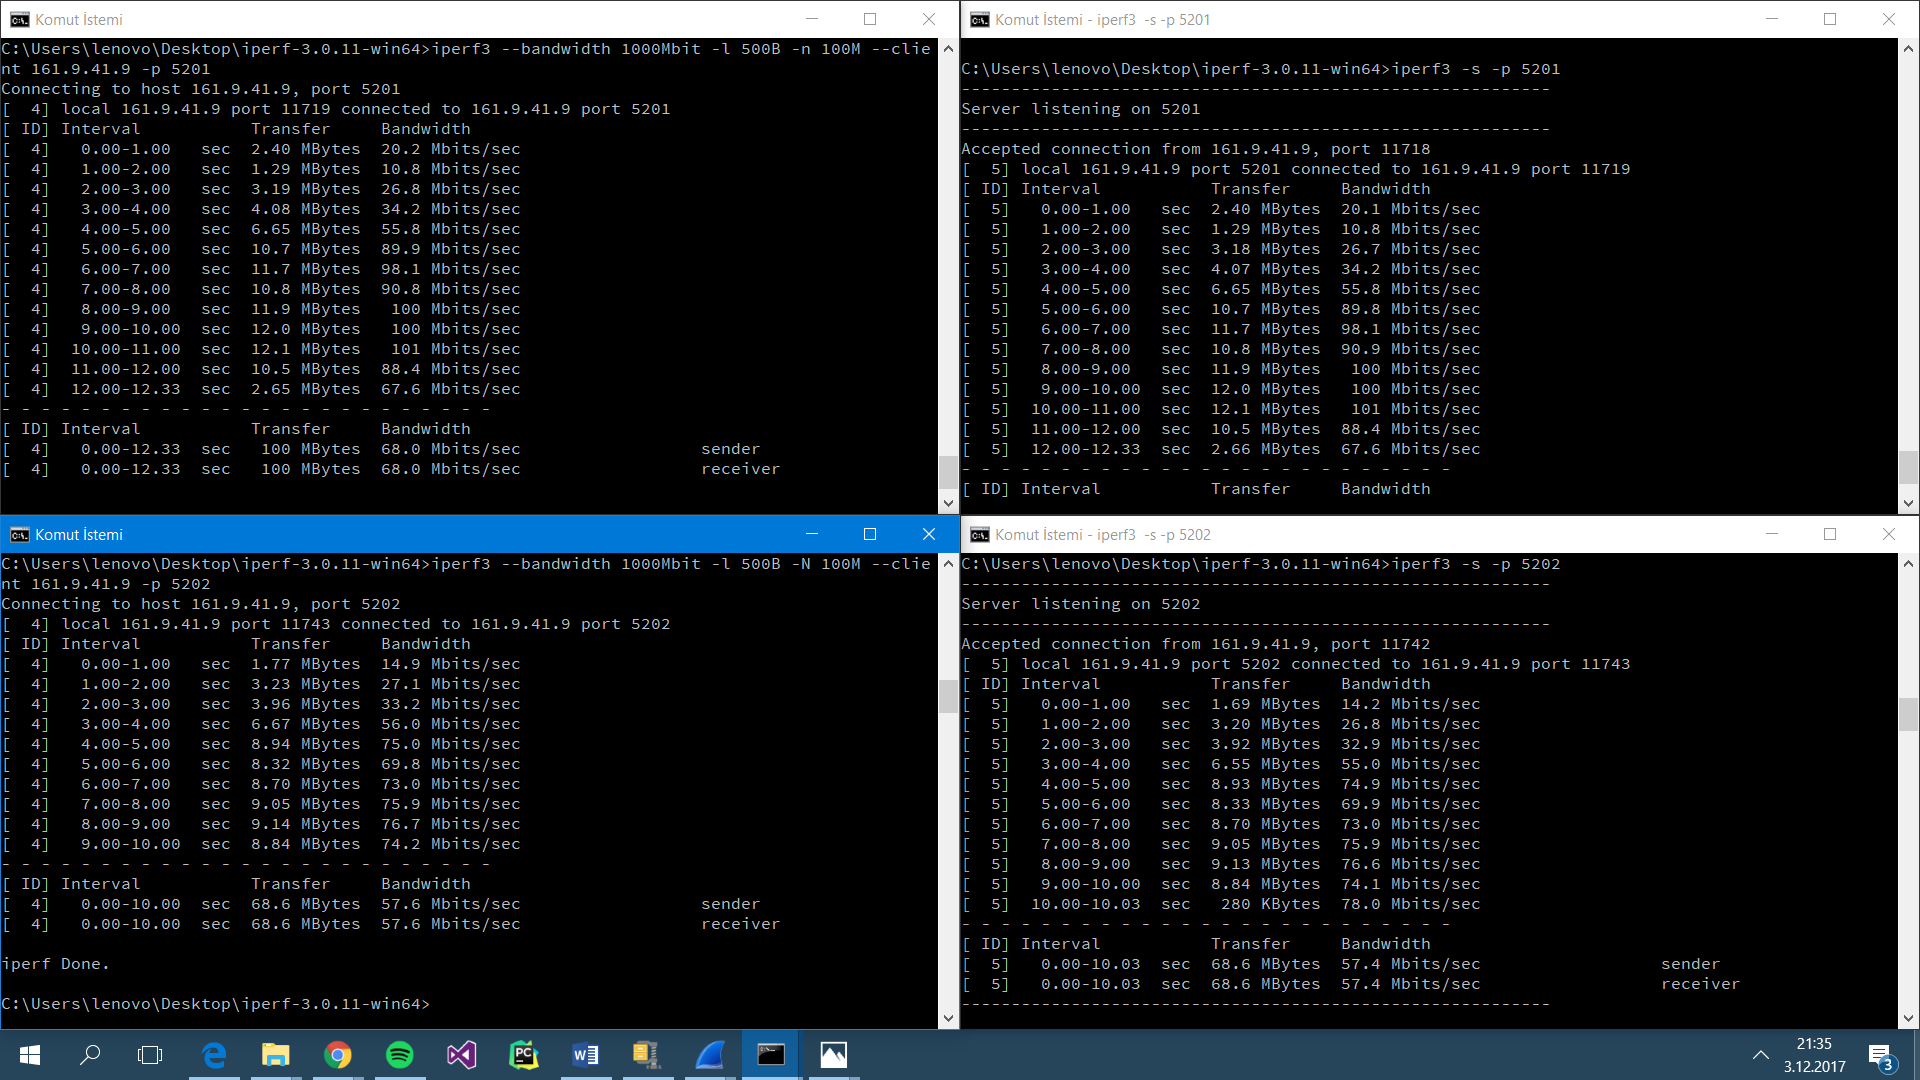 Komut İstemi
C:\Users\lenovo\Desktop\iperf-3.0.11-win64>iperf3 --bandwidth 1000Mbit -l 500B -n 100M --clie
nt 161.9.41.9 -p 5201
Connecting to host 161.9.41.9, port 5201
[  4] local 161.9.41.9 port 11719 connected to 161.9.41.9 port 5201
[ ID] Interval           Transfer     Bandwidth
[  4]   0.00-1.00   sec  2.40 MBytes  20.2 Mbits/sec
[  4]   1.00-2.00   sec  1.29 MBytes  10.8 Mbits/sec
[  4]   2.00-3.00   sec  3.19 MBytes  26.8 Mbits/sec
[  4]   3.00-4.00   sec  4.08 MBytes  34.2 Mbits/sec
[  4]   4.00-5.00   sec  6.65 MBytes  55.8 Mbits/sec
[  4]   5.00-6.00   sec  10.7 MBytes  89.9 Mbits/sec
[  4]   6.00-7.00   sec  11.7 MBytes  98.1 Mbits/sec
[  4]   7.00-8.00   sec  10.8 MBytes  90.8 Mbits/sec
[  4]   8.00-9.00   sec  11.9 MBytes   100 Mbits/sec
[  4]   9.00-10.00  sec  12.0 MBytes   100 Mbits/sec
[  4]  10.00-11.00  sec  12.1 MBytes   101 Mbits/sec
[  4]  11.00-12.00  sec  10.5 MBytes  88.4 Mbits/sec
[  4]  12.00-12.33  sec  2.65 MBytes  67.6 Mbits/sec
- - - - - - - - - - - - - - - - - - - - - - - - -
[ ID] Interval           Transfer     Bandwidth
[  4]   0.00-12.33  sec   100 MBytes  68.0 Mbits/sec                  sender
[  4]   0.00-12.33  sec   100 MBytes  68.0 Mbits/sec                  receiver
Komut İstemi - iperf3  -s -p 5201
C:\Users\lenovo\Desktop\iperf-3.0.11-win64>iperf3 -s -p 5201
-----------------------------------------------------------
Server listening on 5201
-----------------------------------------------------------
Accepted connection from 161.9.41.9, port 11718
[  5] local 161.9.41.9 port 5201 connected to 161.9.41.9 port 11719
[ ID] Interval           Transfer     Bandwidth
[  5]   0.00-1.00   sec  2.40 MBytes  20.1 Mbits/sec
[  5]   1.00-2.00   sec  1.29 MBytes  10.8 Mbits/sec
[  5]   2.00-3.00   sec  3.18 MBytes  26.7 Mbits/sec
[  5]   3.00-4.00   sec  4.07 MBytes  34.2 Mbits/sec
[  5]   4.00-5.00   sec  6.65 MBytes  55.8 Mbits/sec
[  5]   5.00-6.00   sec  10.7 MBytes  89.8 Mbits/sec
[  5]   6.00-7.00   sec  11.7 MBytes  98.1 Mbits/sec
[  5]   7.00-8.00   sec  10.8 MBytes  90.9 Mbits/sec
[  5]   8.00-9.00   sec  11.9 MBytes   100 Mbits/sec
[  5]   9.00-10.00  sec  12.0 MBytes   100 Mbits/sec
[  5]  10.00-11.00  sec  12.1 MBytes   101 Mbits/sec
[  5]  11.00-12.00  sec  10.5 MBytes  88.4 Mbits/sec
[  5]  12.00-12.33  sec  2.66 MBytes  67.6 Mbits/sec
- - - - - - - - - - - - - - - - - - - - - - - - -
[ ID] Interval           Transfer     Bandwidth
Komut İstemi
C:\Users\lenovo\Desktop\iperf-3.0.11-win64>iperf3 --bandwidth 1000Mbit -l 500B -N 100M --clie
nt 161.9.41.9 -p 5202
Connecting to host 161.9.41.9, port 5202
[  4] local 161.9.41.9 port 11743 connected to 161.9.41.9 port 5202
[ ID] Interval           Transfer     Bandwidth
[  4]   0.00-1.00   sec  1.77 MBytes  14.9 Mbits/sec
[  4]   1.00-2.00   sec  3.23 MBytes  27.1 Mbits/sec
[  4]   2.00-3.00   sec  3.96 MBytes  33.2 Mbits/sec
[  4]   3.00-4.00   sec  6.67 MBytes  56.0 Mbits/sec
[  4]   4.00-5.00   sec  8.94 MBytes  75.0 Mbits/sec
[  4]   5.00-6.00   sec  8.32 MBytes  69.8 Mbits/sec
[  4]   6.00-7.00   sec  8.70 MBytes  73.0 Mbits/sec
[  4]   7.00-8.00   sec  9.05 MBytes  75.9 Mbits/sec
[  4]   8.00-9.00   sec  9.14 MBytes  76.7 Mbits/sec
[  4]   9.00-10.00  sec  8.84 MBytes  74.2 Mbits/sec
- - - - - - - - - - - - - - - - - - - - - - - - -
[ ID] Interval           Transfer     Bandwidth
[  4]   0.00-10.00  sec  68.6 MBytes  57.6 Mbits/sec                  sender
[  4]   0.00-10.00  sec  68.6 MBytes  57.6 Mbits/sec                  receiver
iperf Done.
C:\Users\lenovo\Desktop\iperf-3.0.11-win64>
Komut İstemi - iperf3  -s -p 5202
C:\Users\lenovo\Desktop\iperf-3.0.11-win64>iperf3 -s -p 5202
-----------------------------------------------------------
Server listening on 5202
-----------------------------------------------------------
Accepted connection from 161.9.41.9, port 11742
[  5] local 161.9.41.9 port 5202 connected to 161.9.41.9 port 11743
[ ID] Interval           Transfer     Bandwidth
[  5]   0.00-1.00   sec  1.69 MBytes  14.2 Mbits/sec
[  5]   1.00-2.00   sec  3.20 MBytes  26.8 Mbits/sec
[  5]   2.00-3.00   sec  3.92 MBytes  32.9 Mbits/sec
[  5]   3.00-4.00   sec  6.55 MBytes  55.0 Mbits/sec
[  5]   4.00-5.00   sec  8.93 MBytes  74.9 Mbits/sec
[  5]   5.00-6.00   sec  8.33 MBytes  69.9 Mbits/sec
[  5]   6.00-7.00   sec  8.70 MBytes  73.0 Mbits/sec
[  5]   7.00-8.00   sec  9.05 MBytes  75.9 Mbits/sec
[  5]   8.00-9.00   sec  9.13 MBytes  76.6 Mbits/sec
[  5]   9.00-10.00  sec  8.84 MBytes  74.1 Mbits/sec
[  5]  10.00-10.03  sec   280 KBytes  78.0 Mbits/sec
- - - - - - - - - - - - - - - - - - - - - - - - -
[ ID] Interval           Transfer     Bandwidth
[  5]   0.00-10.03  sec  68.6 MBytes  57.4 Mbits/sec                  sender
[  5]   0.00-10.03  sec  68.6 MBytes  57.4 Mbits/sec                  receiver
-----------------------------------------------------------
21:35
3.12.2017
3